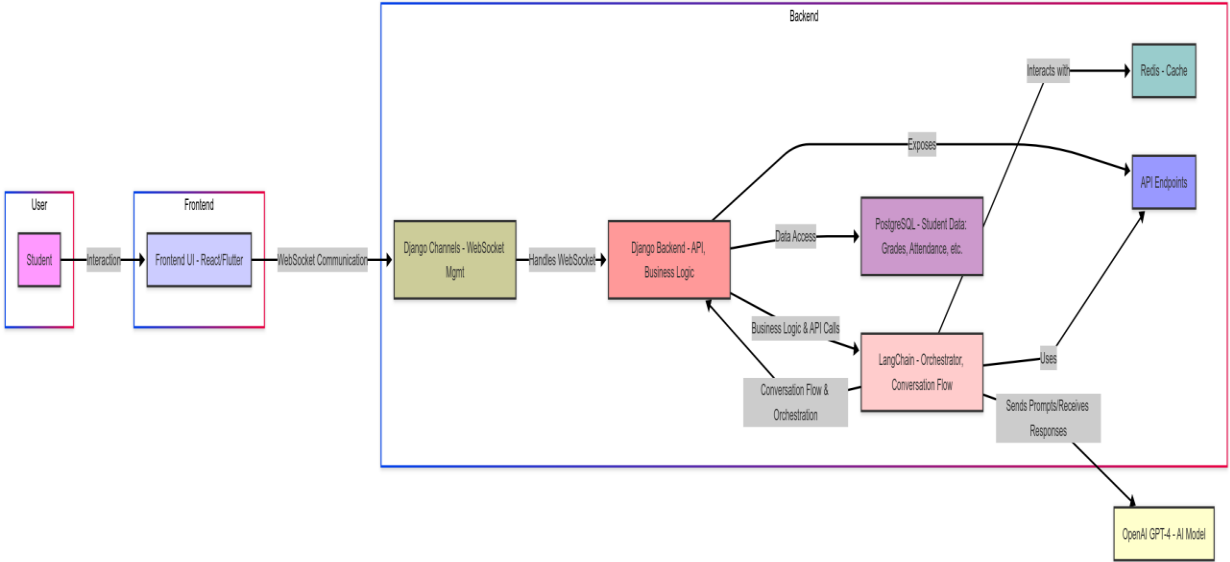 Backend
Interacts with
Redis - Cache
Exposes
API Endpoints
User
Frontend
Student
Interaction
Frontend UI - React/Flutter
WebSocket Communication
Django Channels - WebSocket
Mgmt
Handles WebSocket
Django Backend - API,
Business Logic
Data Access
PostgreSQL - Student Data:
Grades, Attendance, etc.
Business Logic & API Calls
LangChain - Orchestrator,
Conversation Flow
Uses
Conversation Flow &
Orchestration
Sends Prompts/Receives
Responses
OpenAI GPT-4 - AI Model